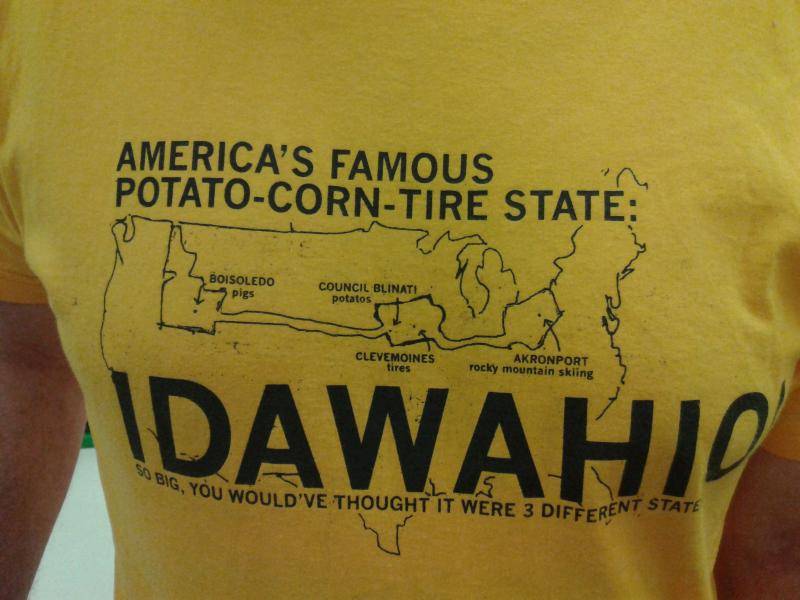 AMERICA'S FAMOUS
POTATO-CORN-TIRE STATE:
BOISOLEDO
pigs
COUNCIL BLINATI
potatos
CLEVEMOINES
tires
AKRONPORT
rocky mountain skiing
IDAWAHIO
SO BIG, YOU WOULD'VE THOUGHT IT WERE 3 DIFFERENT STATE